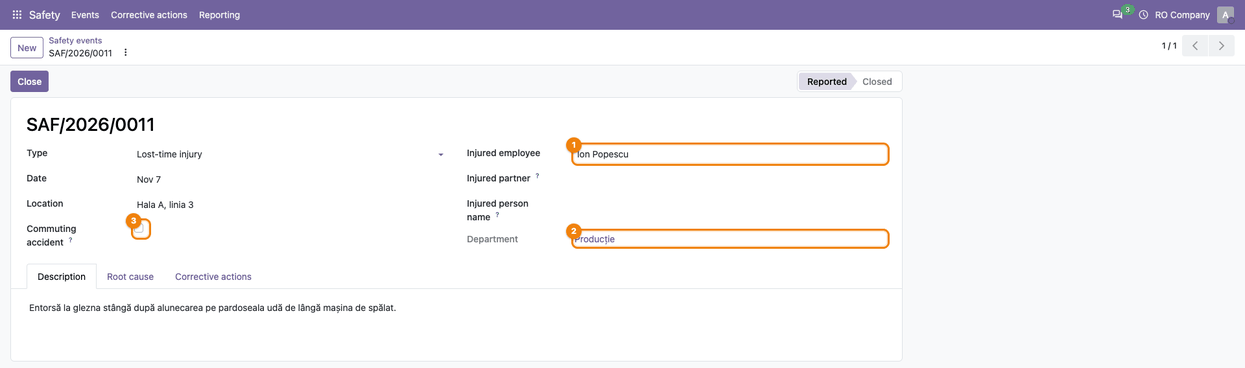 Safety Events Corrective actions Reporting 3 RO Company A
New Safety events 1 / 1
SAF/2026/0011
Close Reported Closed
SAF/2026/0011
Type Lost-time injury
Date Nov 7
Location Hala A, linia 3
Commuting accident ? 3
Injured employee 1 Ion Popescu
Injured partner ?
Injured person name ?
Department 2 Producție
Description Root cause Corrective actions
Entorsă la glezna stângă după alunecarea pe pardoseala udă de lângă mașina de spălat.